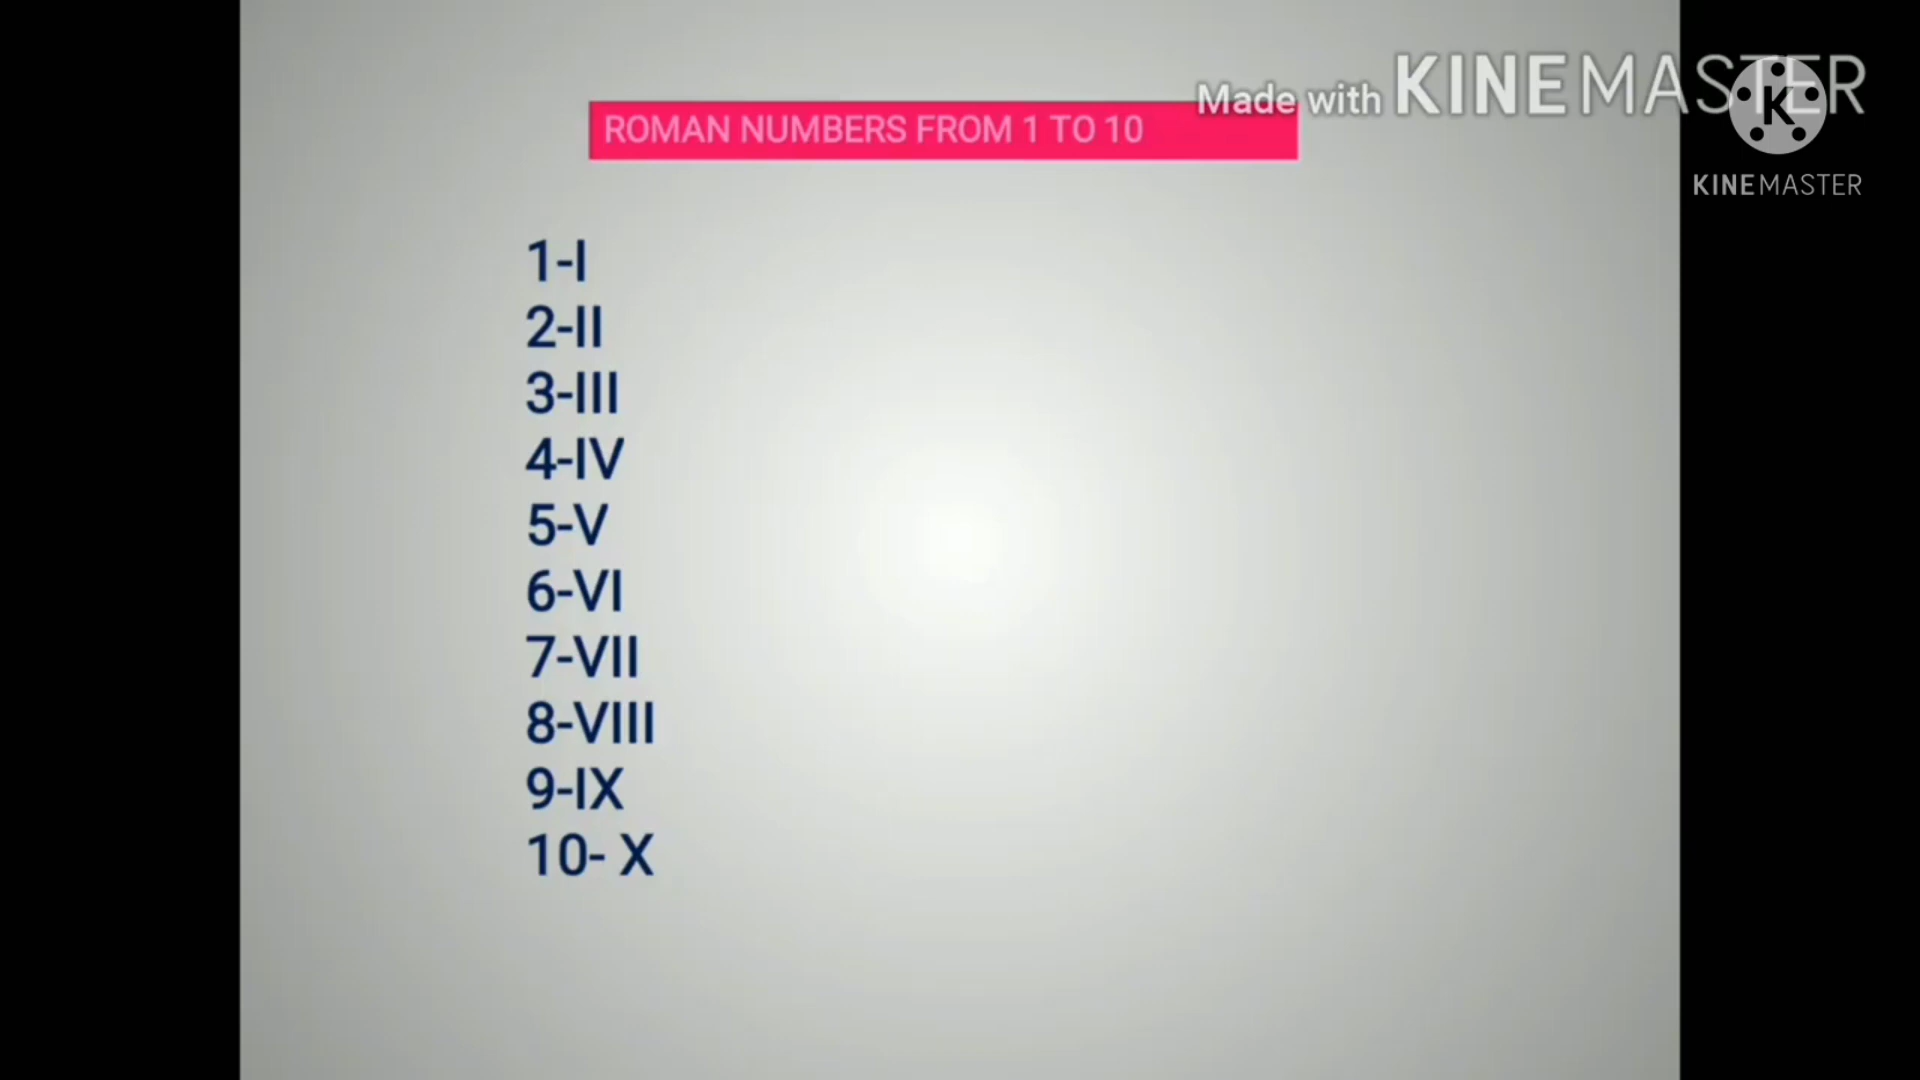 Made with KINEMASTER
KINEMASTER
ROMAN NUMBERS FROM 1 TO 10
1-I
2-II
3-III
4-IV
5-V
6-VI
7-VII
8-VIII
9-IX
10- X